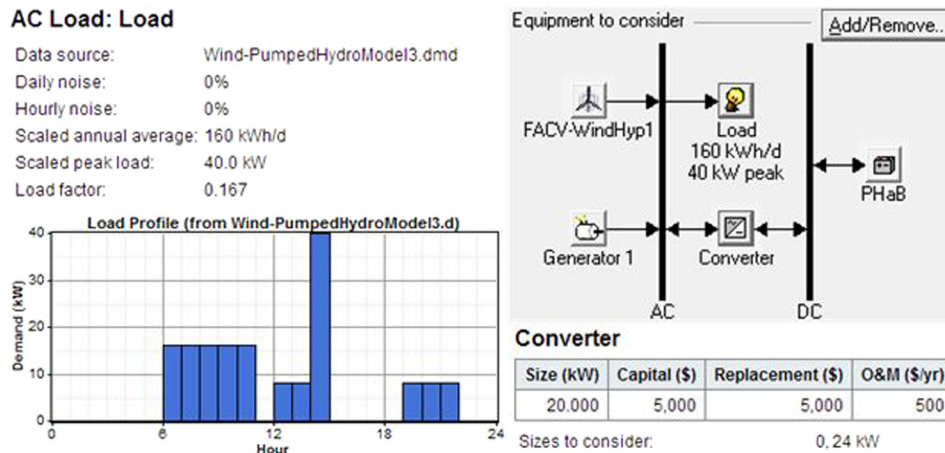 AC Load: Load
Data source: Wind-PumpedHydroModel3.dmd
Daily noise: 0%
Hourly noise: 0%
Scaled annual average: 160 kWh/d
Scaled peak load: 40.0 kW
Load factor: 0.167
Load Profile (from Wind-PumpedHydroModel3.d)
Demand (kW)
40
30
20
10
0
0 6 12 18 24
Hour
Equipment to consider
Add/Remove..
FACV-WindHyp1
Load
160 kWh/d
40 kW peak
PHaB
Generator 1
Converter
AC DC
Converter
Size (kW) Capital ($) Replacement ($) O&M ($/yr)
20.000 5,000 5,000 500
Sizes to consider: 0, 24 kW